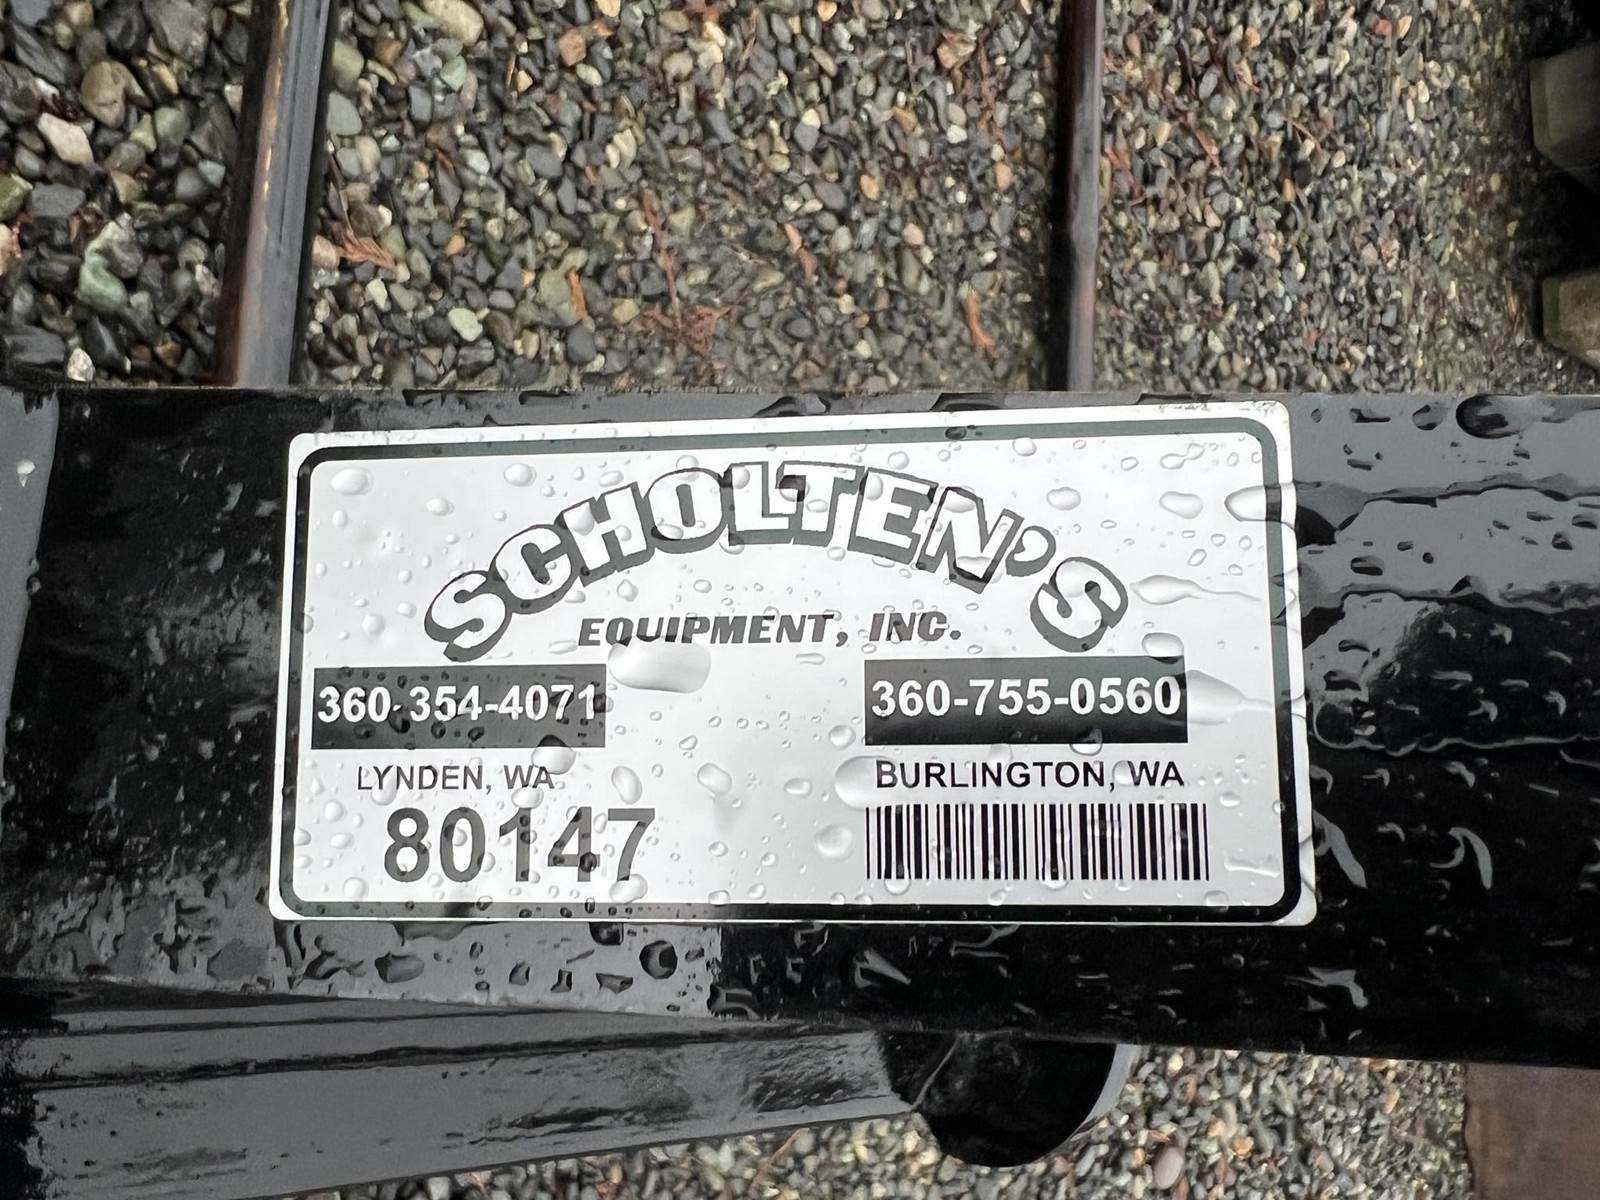 SCHOLTEN'S
EQUIPMENT, INC.
360-354-4071 360-755-0560
LYNDEN, WA BURLINGTON, WA
80147